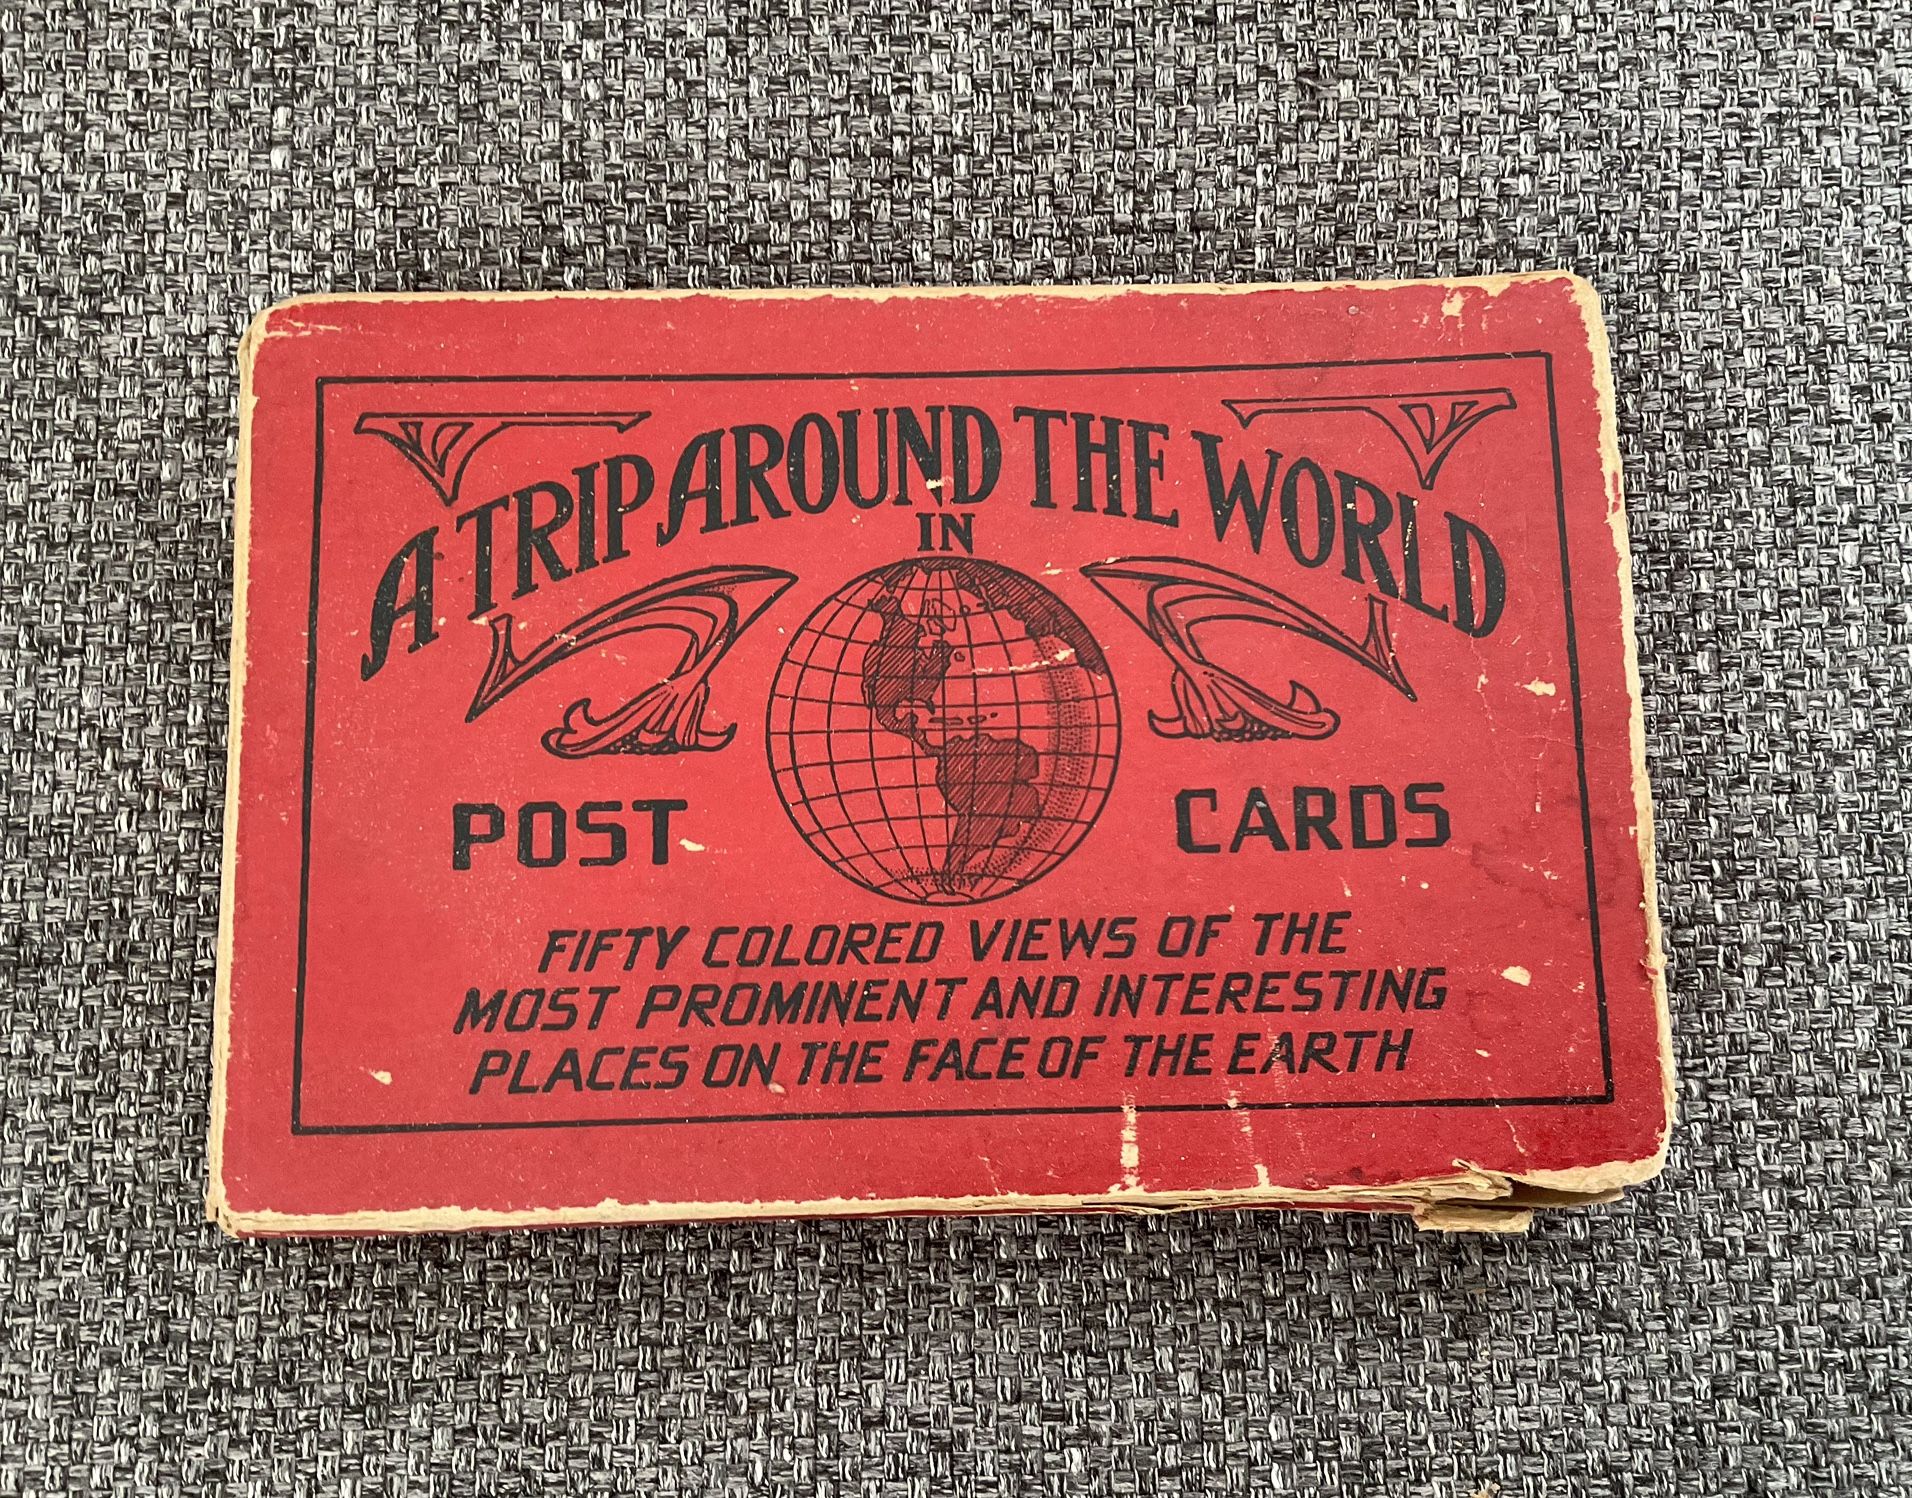 A TRIP AROUND THE WORLD
IN
POST CARDS
FIFTY COLORED VIEWS OF THE
MOST PROMINENT AND INTERESTING
PLACES ON THE FACE OF THE EARTH